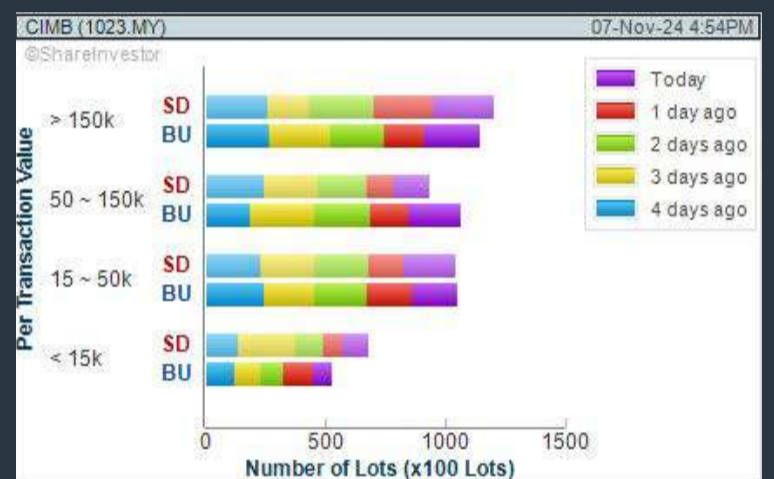 CIMB (1023.MY) 07-Nov-24 4:54PM
©ShareInvestor
Today
1 day ago
2 days ago
3 days ago
4 days ago
Per Transaction Value
> 150k
SD
BU
50 ~ 150k
SD
BU
15 ~ 50k
SD
BU
< 15k
SD
BU
0 500 1000 1500
Number of Lots (x100 Lots)